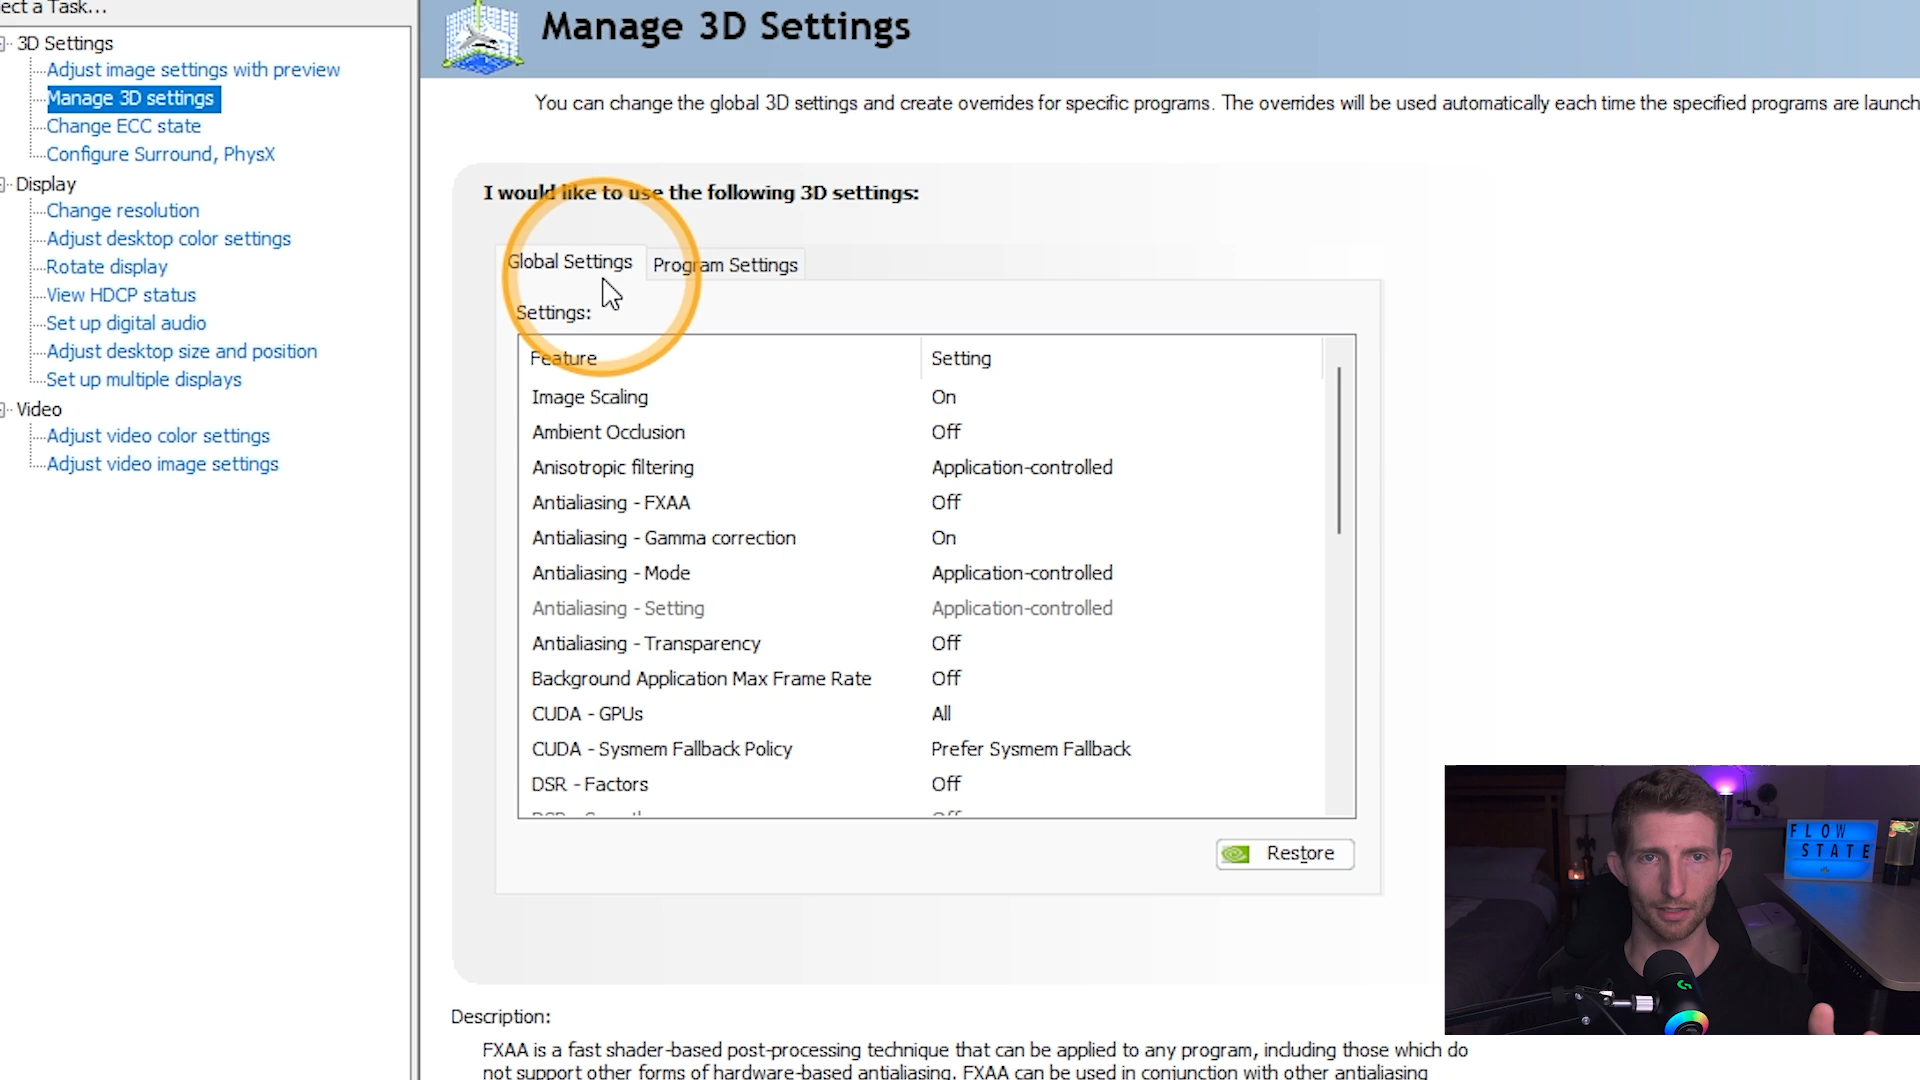 ect a Task...
3D Settings
Adjust image settings with preview
Manage 3D settings
Change ECC state
Configure Surround, PhysX
Display
Change resolution
Adjust desktop color settings
Rotate display
View HDCP status
Set up digital audio
Adjust desktop size and position
Set up multiple displays
Video
Adjust video color settings
Adjust video image settings
Manage 3D Settings
You can change the global 3D settings and create overrides for specific programs. The overrides will be used automatically each time the specified programs are launch
I would like to use the following 3D settings:
Global Settings Program Settings
Settings:
Feature Setting
Image Scaling On
Ambient Occlusion Off
Anisotropic filtering Application-controlled
Antialiasing - FXAA Off
Antialiasing - Gamma correction On
Antialiasing - Mode Application-controlled
Antialiasing - Setting Application-controlled
Antialiasing - Transparency Off
Background Application Max Frame Rate Off
CUDA - GPUs All
CUDA - Sysmem Fallback Policy Prefer Sysmem Fallback
DSR - Factors Off
Restore
FLOW
STATE
Description:
FXAA is a fast shader-based post-processing technique that can be applied to any program, including those which do
not support other forms of hardware-based antialiasing. FXAA can be used in conjunction with other antialiasing